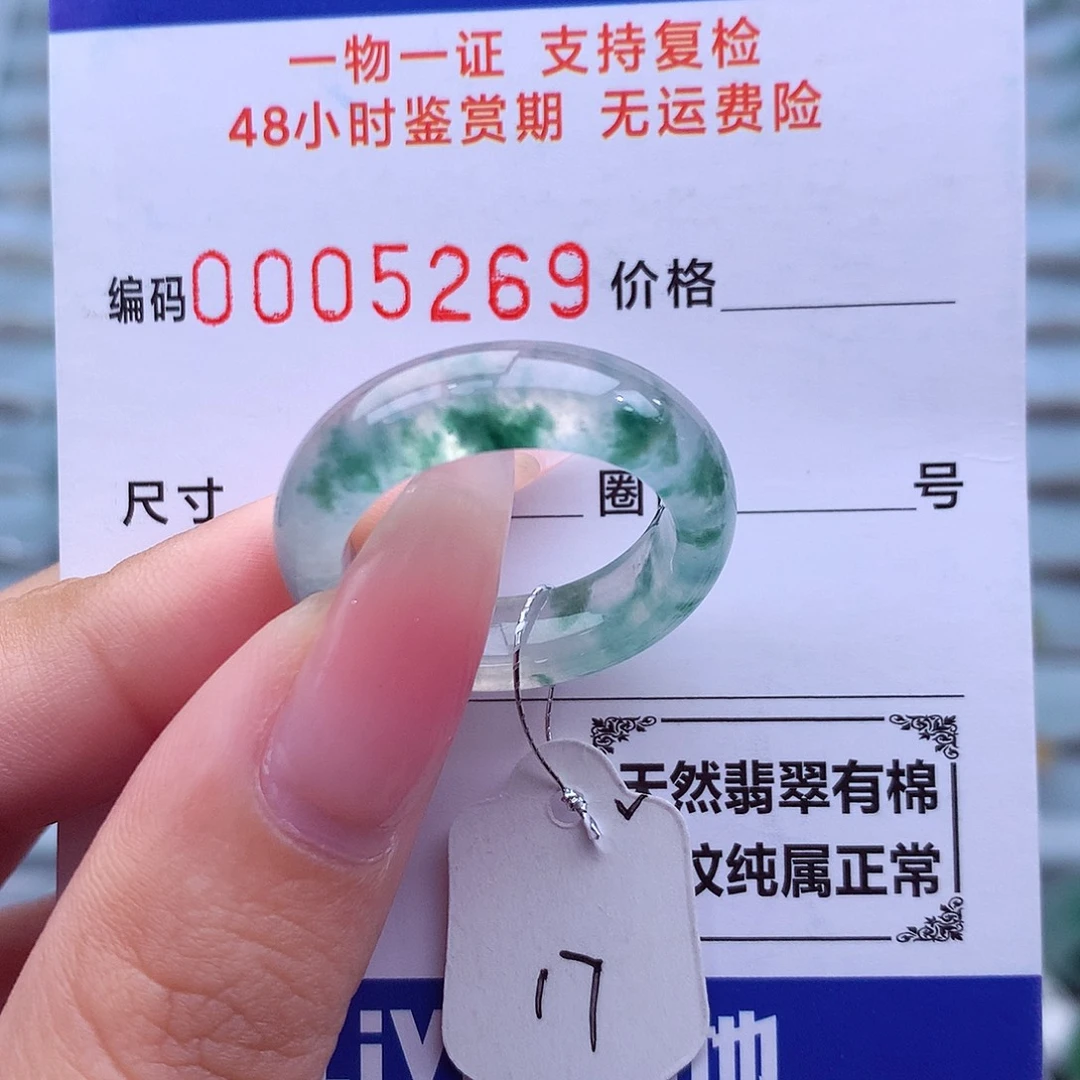 一物一证 支持复检
48小时鉴赏期 无运费险
编码0005269 价格
尺寸 圈 号
天然翡翠有棉
纹纯属正常
17